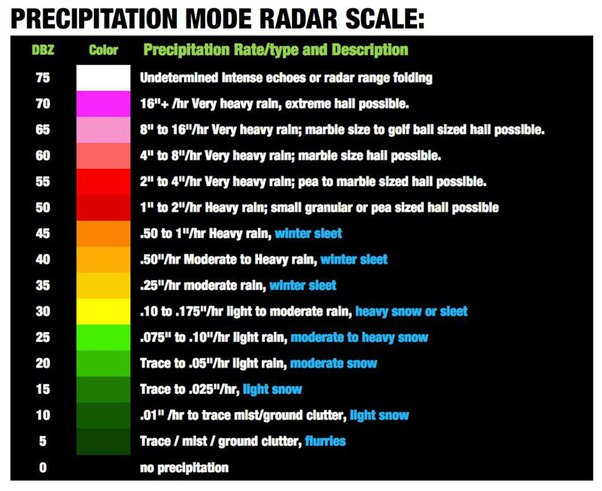 PRECIPITATION MODE RADAR SCALE:
DBZ Color Precipitation Rate/type and Description
75 Undetermined Intense echoes or radar range folding
70 16"+ /hr Very heavy rain, extreme hail possible.
65 8" to 16"/hr Very heavy rain; marble size to golf ball sized hail possible.
60 4" to 8"/hr Very heavy rain; marble size hail possible.
55 2" to 4"/hr Very heavy rain; pea to marble sized hail possible.
50 1" to 2"/hr Heavy rain; small granular or pea sized hail possible
45 .50 to 1"/hr Heavy rain, winter sleet
40 .50"/hr Moderate to Heavy rain, winter sleet
35 .25"/hr moderate rain, winter sleet
30 .10 to .175"/hr light to moderate rain, heavy snow or sleet
25 .075" to .10"/hr light rain, moderate to heavy snow
20 Trace to .05"/hr light rain, moderate snow
15 Trace to .025"/hr, light snow
10 .01" /hr to trace mist/ground clutter, light snow
5 Trace / mist / ground clutter, flurries
0 no precipitation